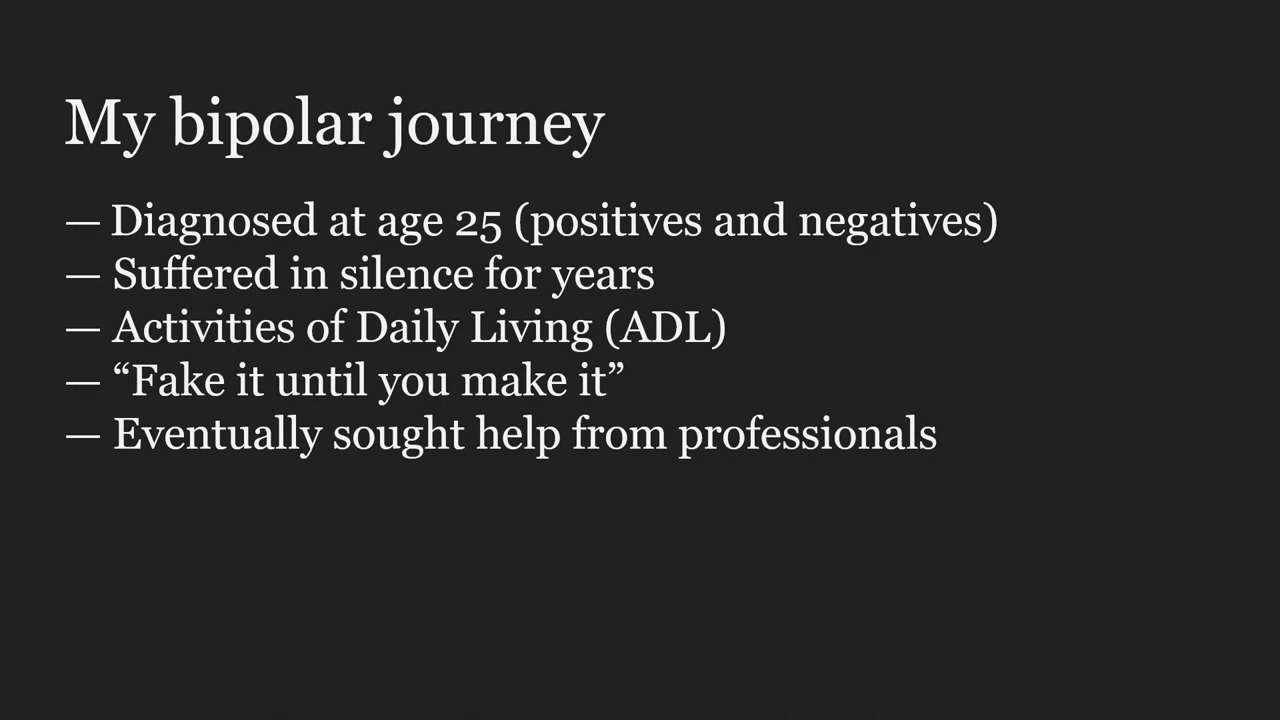 My bipolar journey
— Diagnosed at age 25 (positives and negatives)
— Suffered in silence for years
— Activities of Daily Living (ADL)
— “Fake it until you make it”
— Eventually sought help from professionals